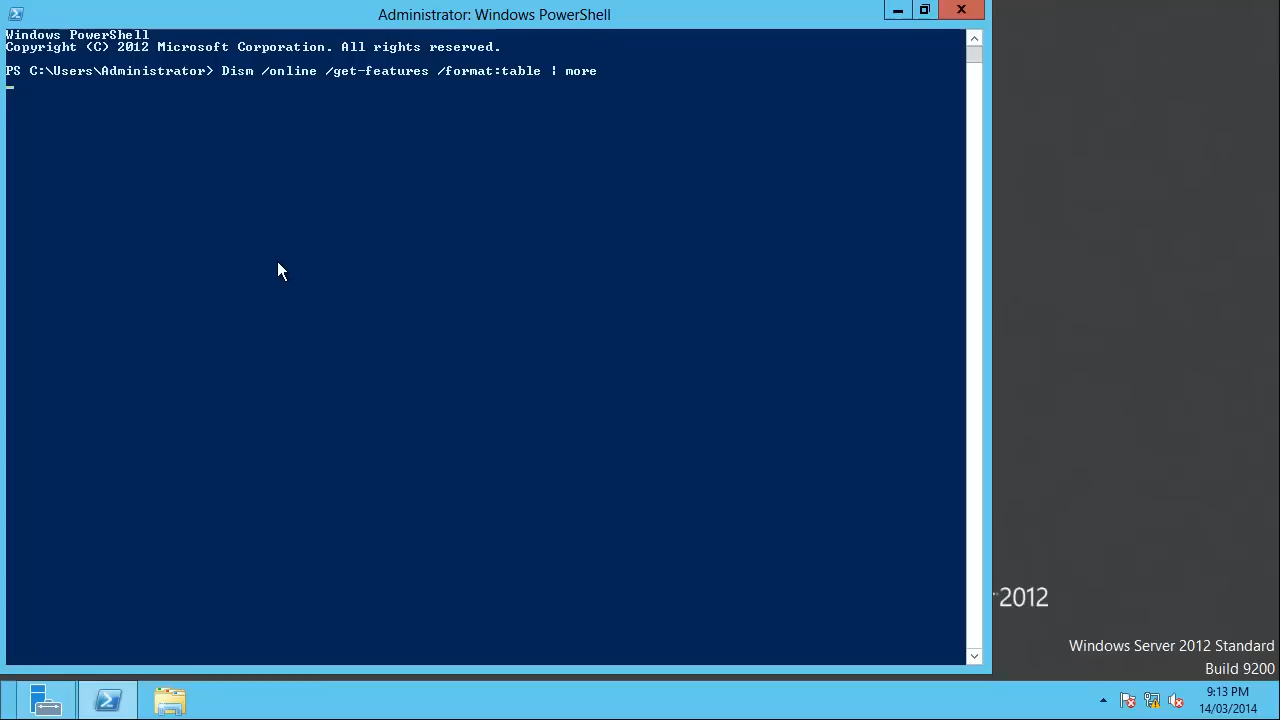 Administrator: Windows PowerShell
Windows PowerShell
Copyright (C) 2012 Microsoft Corporation. All rights reserved.
PS C:\Users\Administrator> Dism /online /get-features /format:table | more
2012
Windows Server 2012 Standard
Build 9200
9:13 PM
14/03/2014